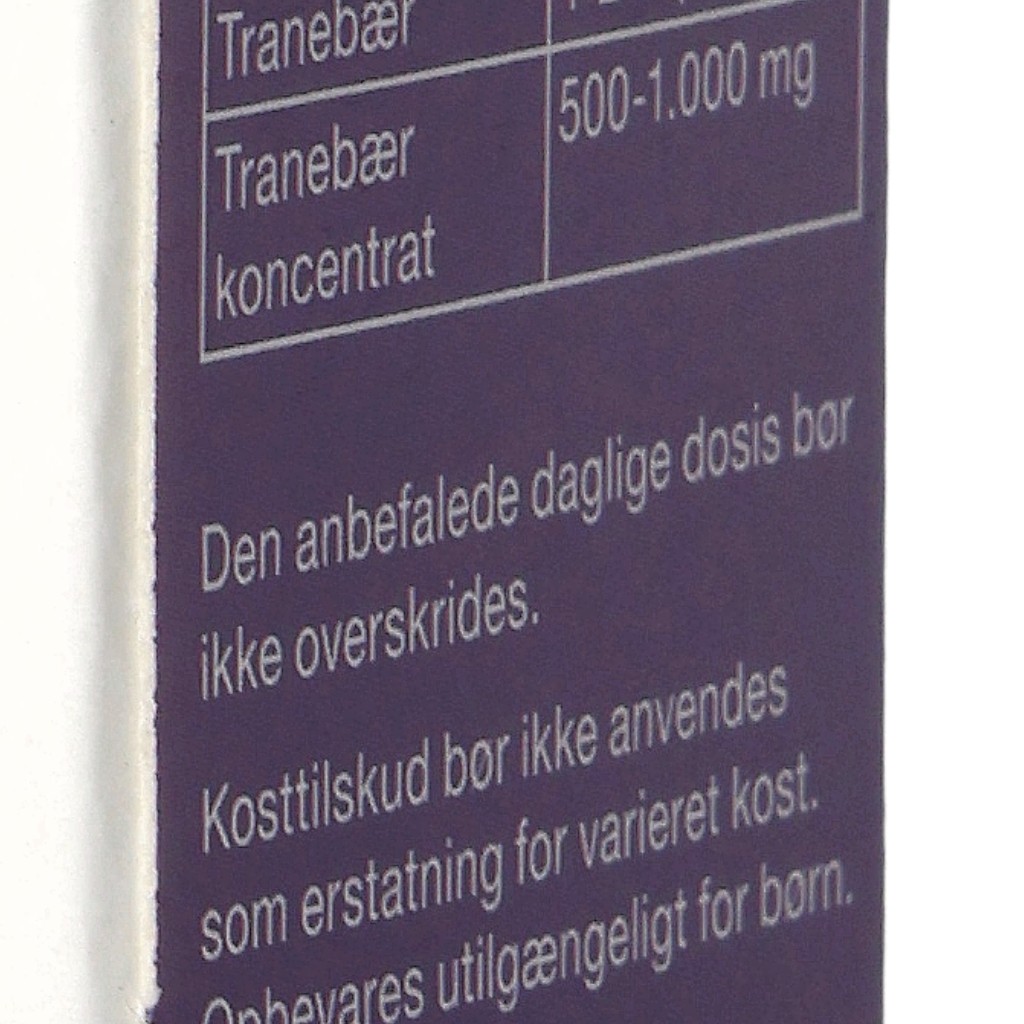 Tranebær
Tranebær
koncentrat
500-1.000 mg
Den anbefalede daglige dosis bør
ikke overskrides.
Kosttilskud bør ikke anvendes
som erstatning for varieret kost.
Opbevares utilgængeligt for børn.